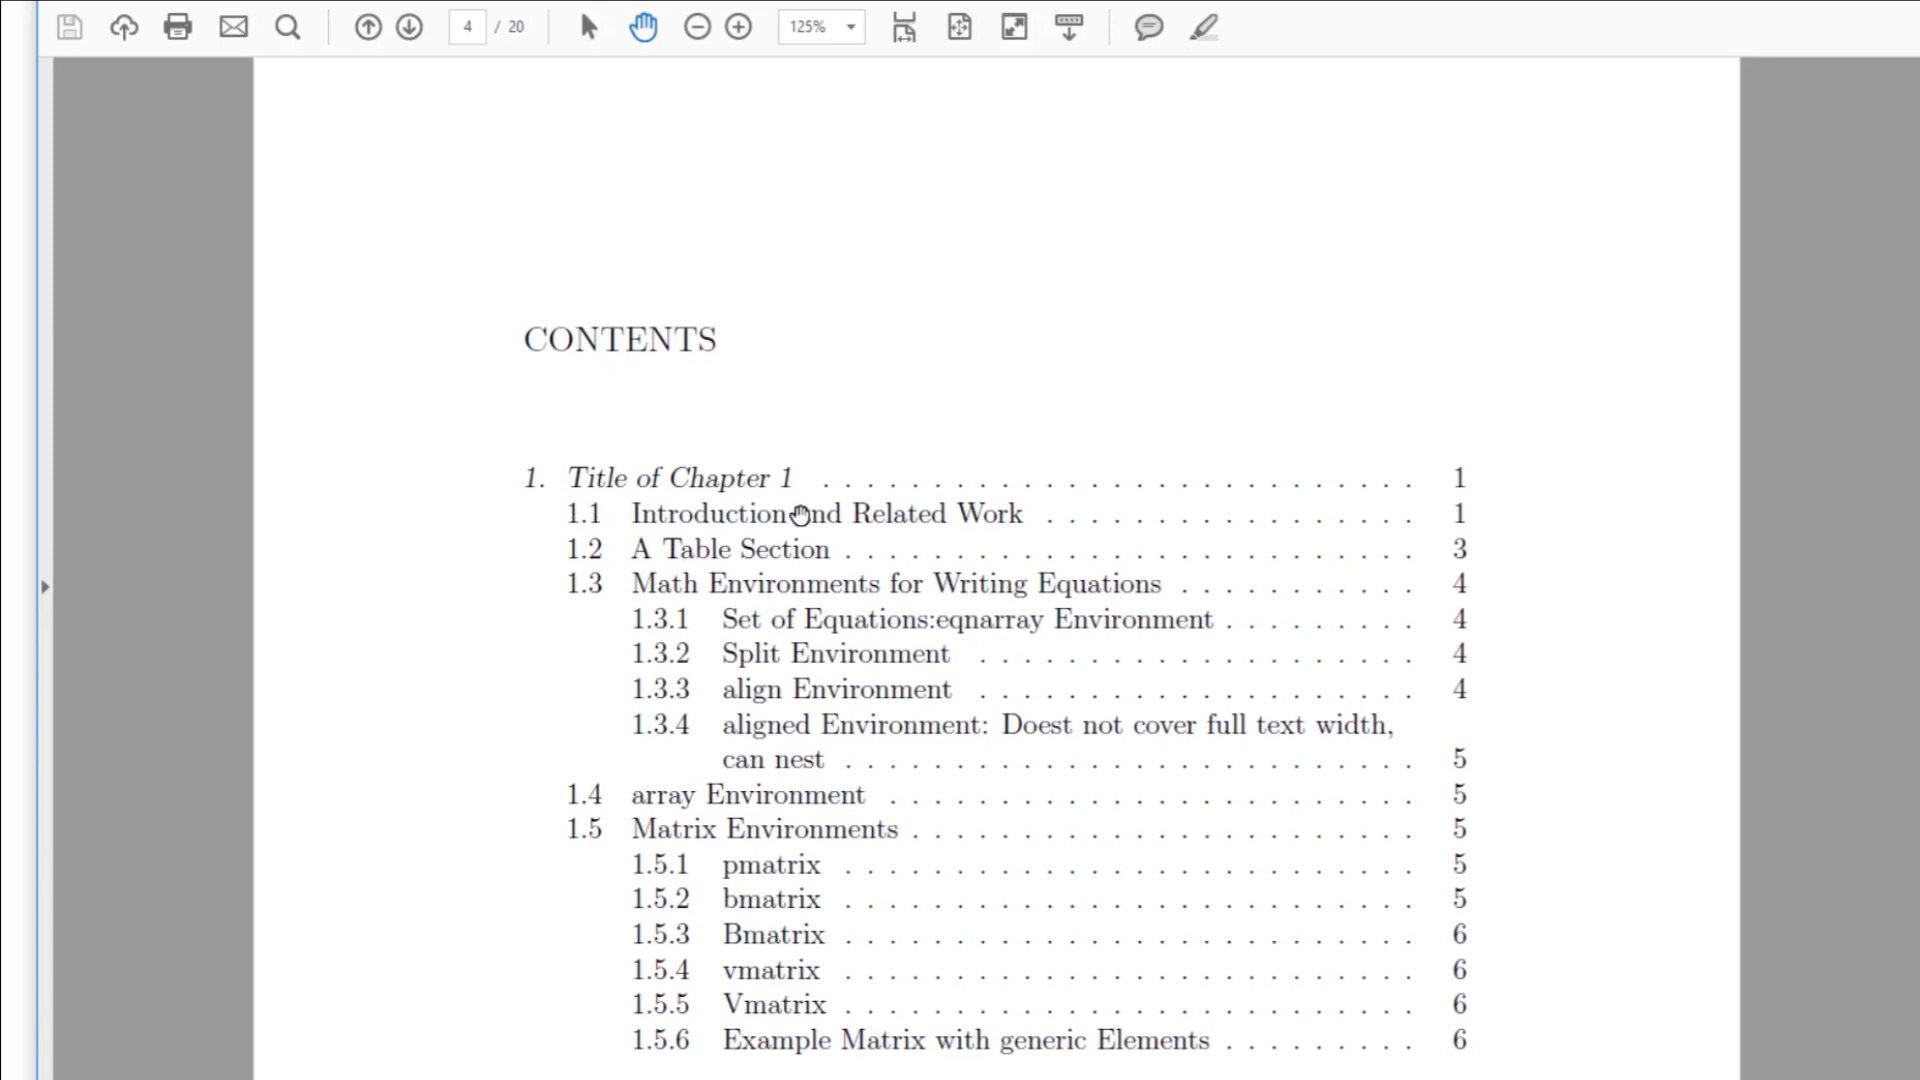 4 / 20 125%
CONTENTS
1. Title of Chapter 1 . . . . . . . . . . . . . . . . . . . . . . . . . . . 1
1.1 Introduction and Related Work . . . . . . . . . . . . . . . . . 1
1.2 A Table Section . . . . . . . . . . . . . . . . . . . . . . . . . . 3
1.3 Math Environments for Writing Equations . . . . . . . . . . . 4
1.3.1 Set of Equations:eqnarray Environment . . . . . . . . . 4
1.3.2 Split Environment . . . . . . . . . . . . . . . . . . . . 4
1.3.3 align Environment . . . . . . . . . . . . . . . . . . . . 4
1.3.4 aligned Environment: Doest not cover full text width,
can nest . . . . . . . . . . . . . . . . . . . . . . . . . . 5
1.4 array Environment . . . . . . . . . . . . . . . . . . . . . . . . 5
1.5 Matrix Environments . . . . . . . . . . . . . . . . . . . . . . . 5
1.5.1 pmatrix . . . . . . . . . . . . . . . . . . . . . . . . . . 5
1.5.2 bmatrix . . . . . . . . . . . . . . . . . . . . . . . . . . 5
1.5.3 Bmatrix . . . . . . . . . . . . . . . . . . . . . . . . . . 6
1.5.4 vmatrix . . . . . . . . . . . . . . . . . . . . . . . . . . 6
1.5.5 Vmatrix . . . . . . . . . . . . . . . . . . . . . . . . . . 6
1.5.6 Example Matrix with generic Elements . . . . . . . . . 6